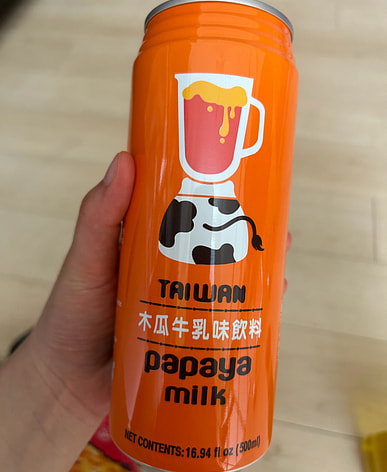 TAIWAN
木瓜牛乳味飲料
papaya
milk
NET CONTENTS: 16.94 fl oz (500ml)